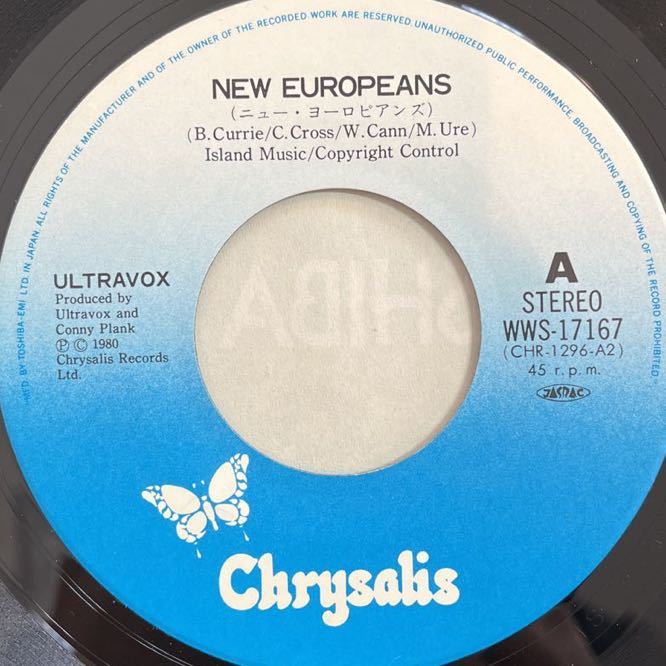 MFD. BY TOSHIBA-EMI LTD. IN JAPAN. ALL RIGHTS OF THE MANUFACTURER AND OF THE OWNER OF THE RECORDED WORK ARE RESERVED. UNAUTHORIZED PUBLIC PERFORMANCE, BROADCASTING AND COPYING OF THE RECORD PROHIBITED.
NEW EUROPEANS
(ニュー・ヨーロピアンズ)
(B.Currie/C.Cross/W.Cann/M.Ure)
Island Music/Copyright Control
ULTRAVOX
Produced by
Ultravox and
Conny Plank
Ⓟ Ⓒ 1980
Chrysalis Records
Ltd.
A
STEREO
WWS-17167
(CHR-1296-A2)
45 r.p.m.
JASRAC
Chrysalis